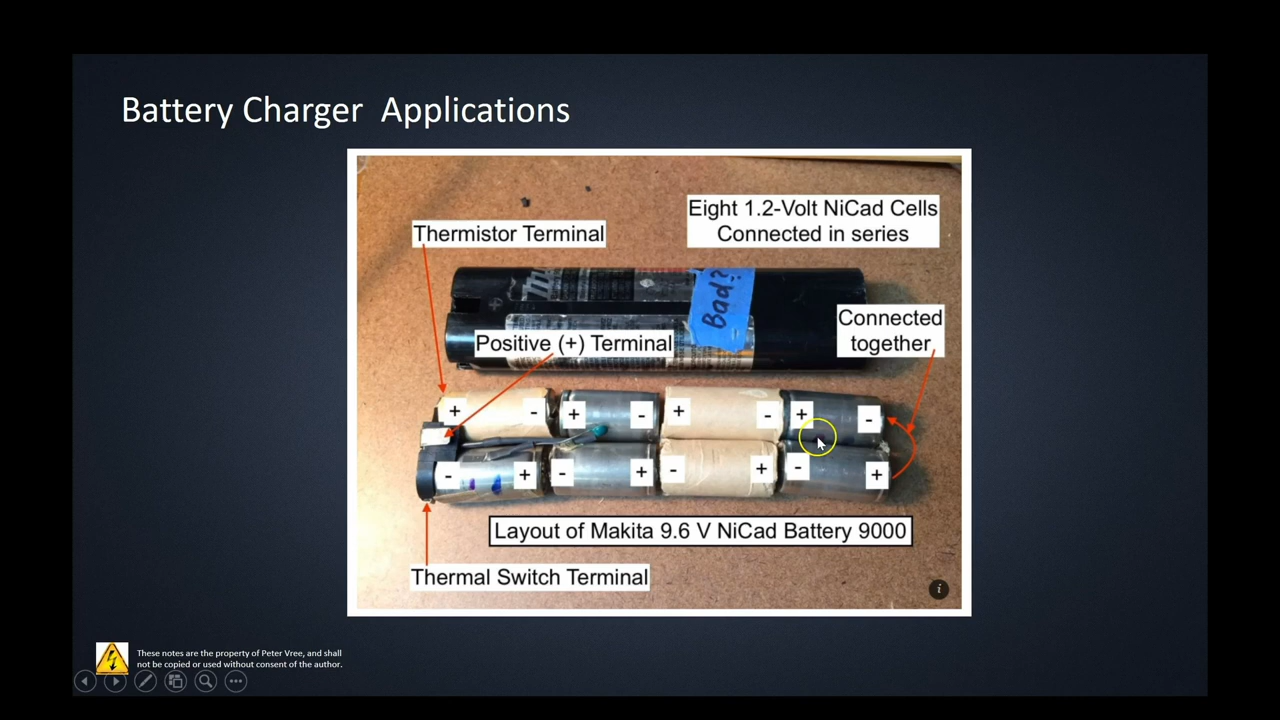 Battery Charger  Applications
Eight 1.2-Volt NiCad Cells
Connected in series
Thermistor Terminal
Bad?
Connected
together
Positive (+) Terminal
+ - + - + - + -
- + - + - + - +
Layout of Makita 9.6 V NiCad Battery 9000
Thermal Switch Terminal
i
These notes are the property of Peter Vree, and shall
not be copied or used without consent of the author.